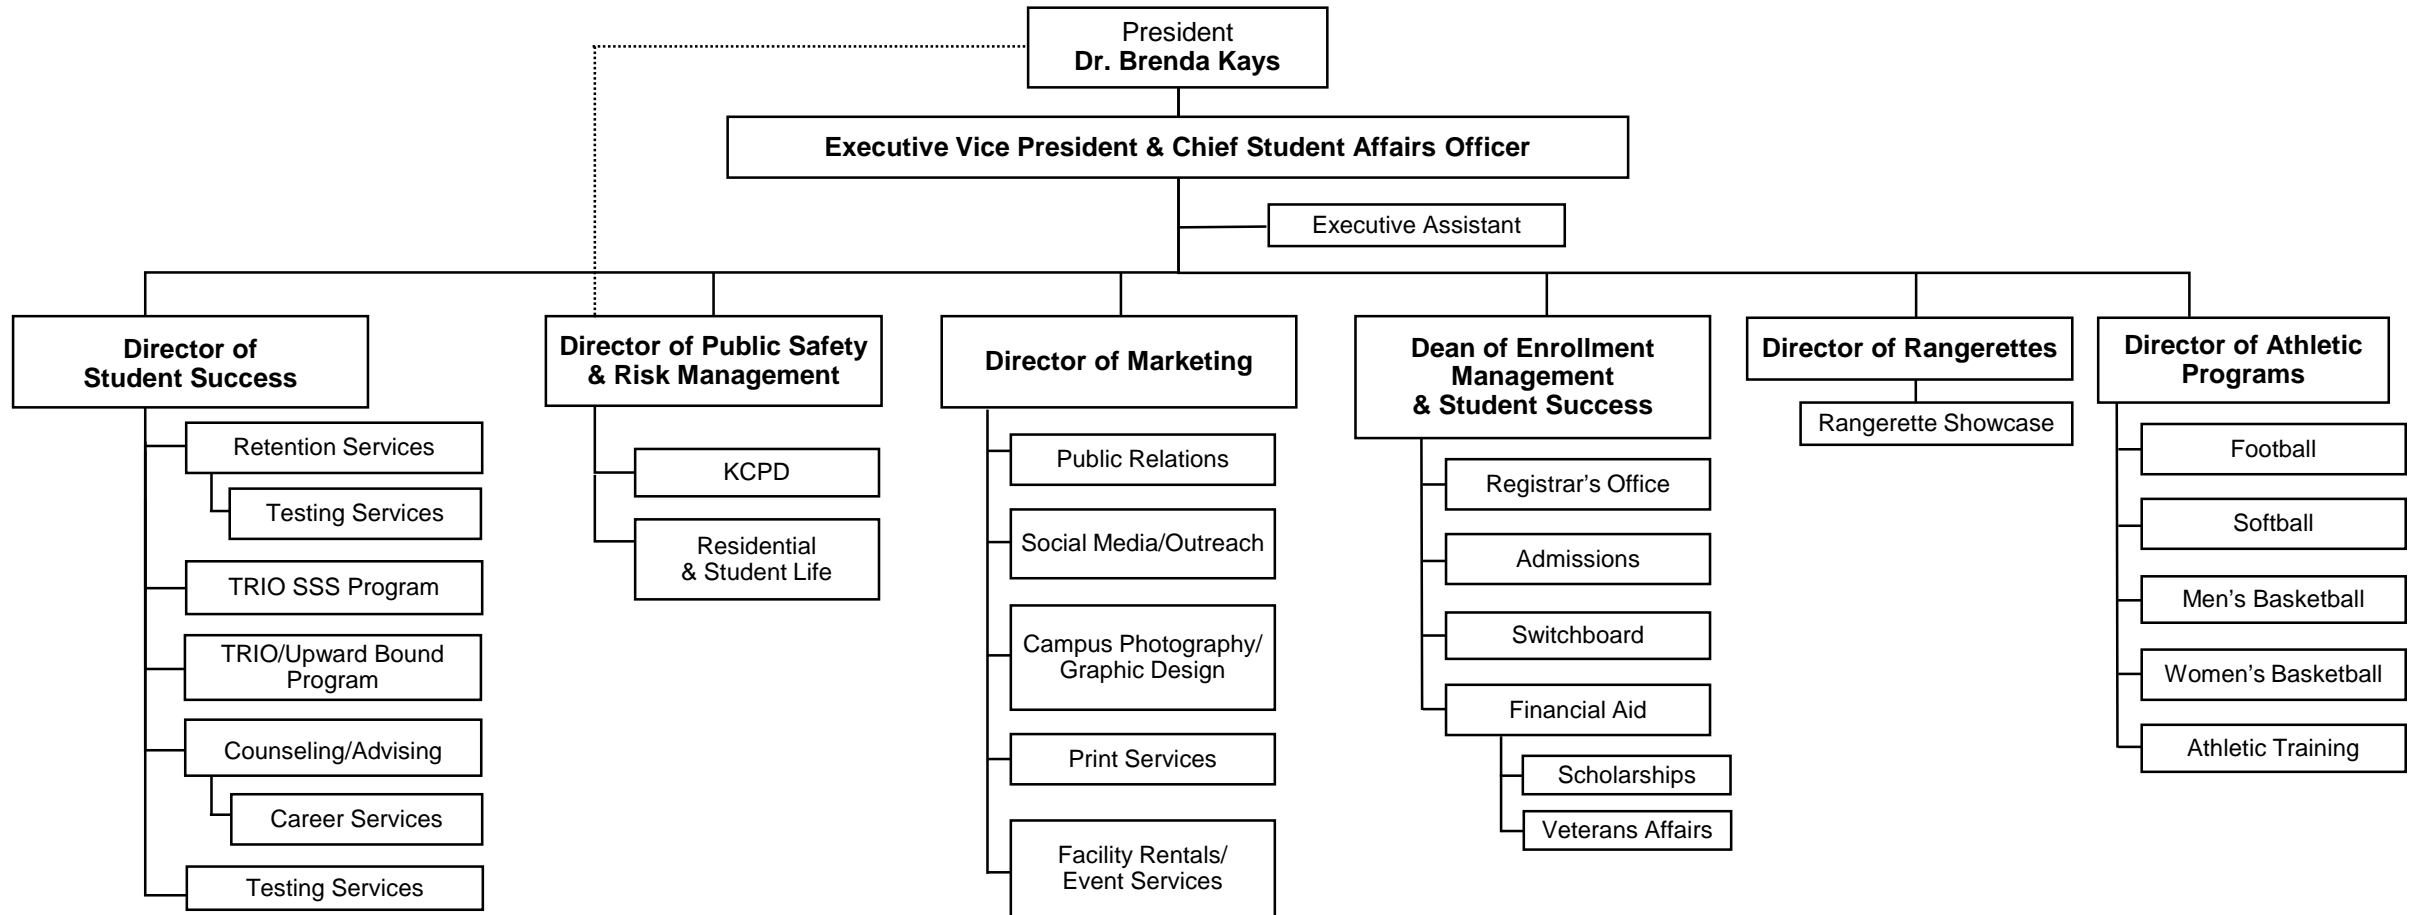 President
Dr. Brenda Kays
Executive Vice President & Chief Student Affairs Officer
Executive Assistant
Director of
Student Success
Retention Services
Testing Services
TRIO SSS Program
TRIO/Upward Bound
Program
Counseling/Advising
Career Services
Testing Services
Director of Public Safety
& Risk Management
KCPD
Residential
& Student Life
Director of Marketing
Public Relations
Social Media/Outreach
Campus Photography/
Graphic Design
Print Services
Facility Rentals/
Event Services
Dean of Enrollment
Management
& Student Success
Registrar’s Office
Admissions
Switchboard
Financial Aid
Scholarships
Veterans Affairs
Director of Rangerettes
Rangerette Showcase
Director of Athletic
Programs
Football
Softball
Men’s Basketball
Women’s Basketball
Athletic Training